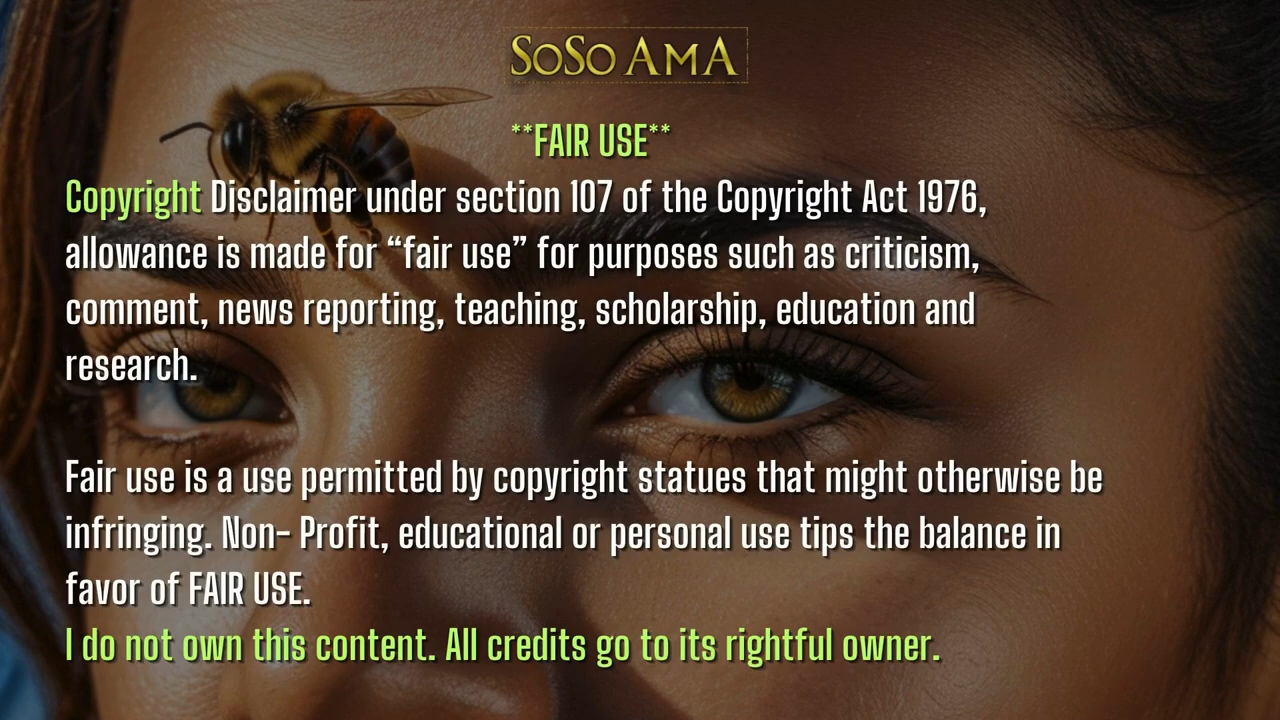 SOSO AMA
**FAIR USE**
Copyright Disclaimer under section 107 of the Copyright Act 1976,
allowance is made for “fair use” for purposes such as criticism,
comment, news reporting, teaching, scholarship, education and
research.
Fair use is a use permitted by copyright statues that might otherwise be
infringing. Non- Profit, educational or personal use tips the balance in
favor of FAIR USE.
I do not own this content. All credits go to its rightful owner.